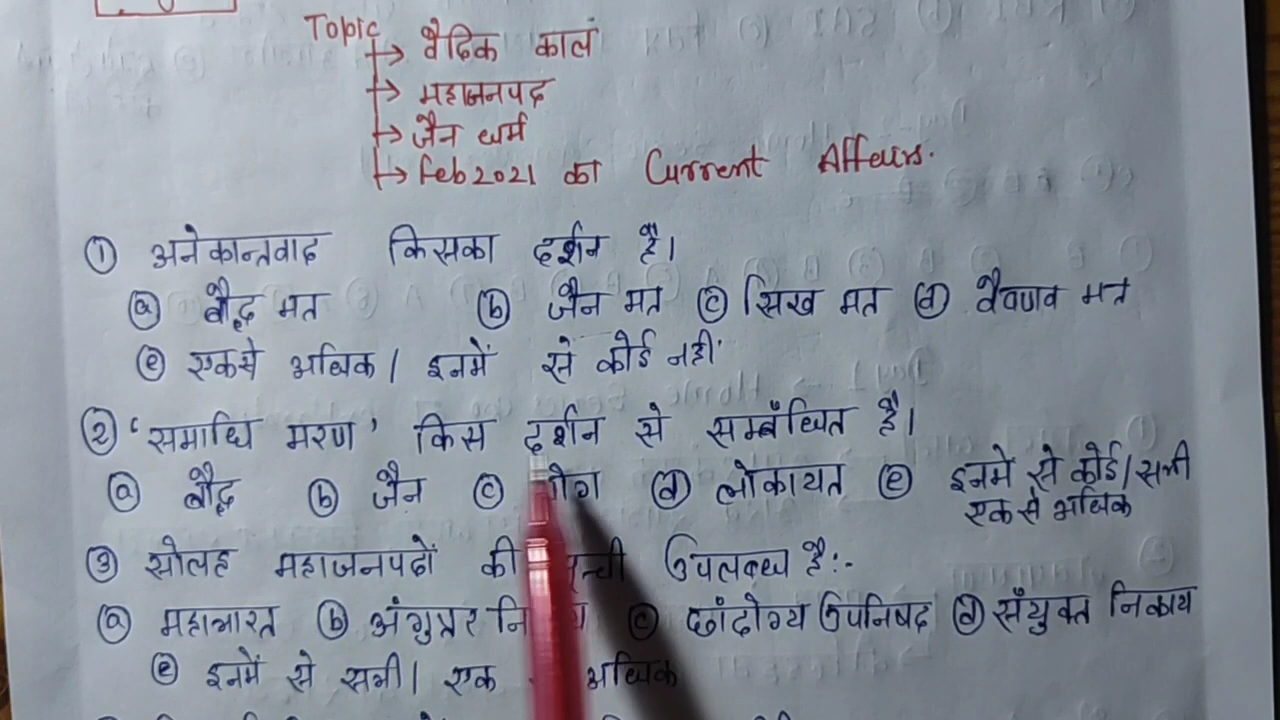 Topic
→ वैदिक काल
→ महाजनपद
→ जैन धर्म
→ Feb 2021 का Current Affeirs.
① अनेकान्तवाद किसका दर्शन है।
ⓐ बौद्ध मत ⓑ जैन मत ⓒ सिख मत ⓓ वैष्णव मत
ⓔ एकसे अधिक / इनमें से कोई नहीं
② 'समाधि मरण' किस दर्शन से सम्बंधित है।
ⓐ बौद्ध ⓑ जैन ⓒ ⓓ लोकायत ⓔ इनमे से कोई / सभी
एक से अधिक
③ सोलह महाजनपदों की उपलब्ध है:-
ⓐ महाभारत ⓑ अंगुत्तर ⓒ छांदोग्य उपनिषद ⓓ संयुक्त निकाय
ⓔ इनमें से सभी / एक अधिक